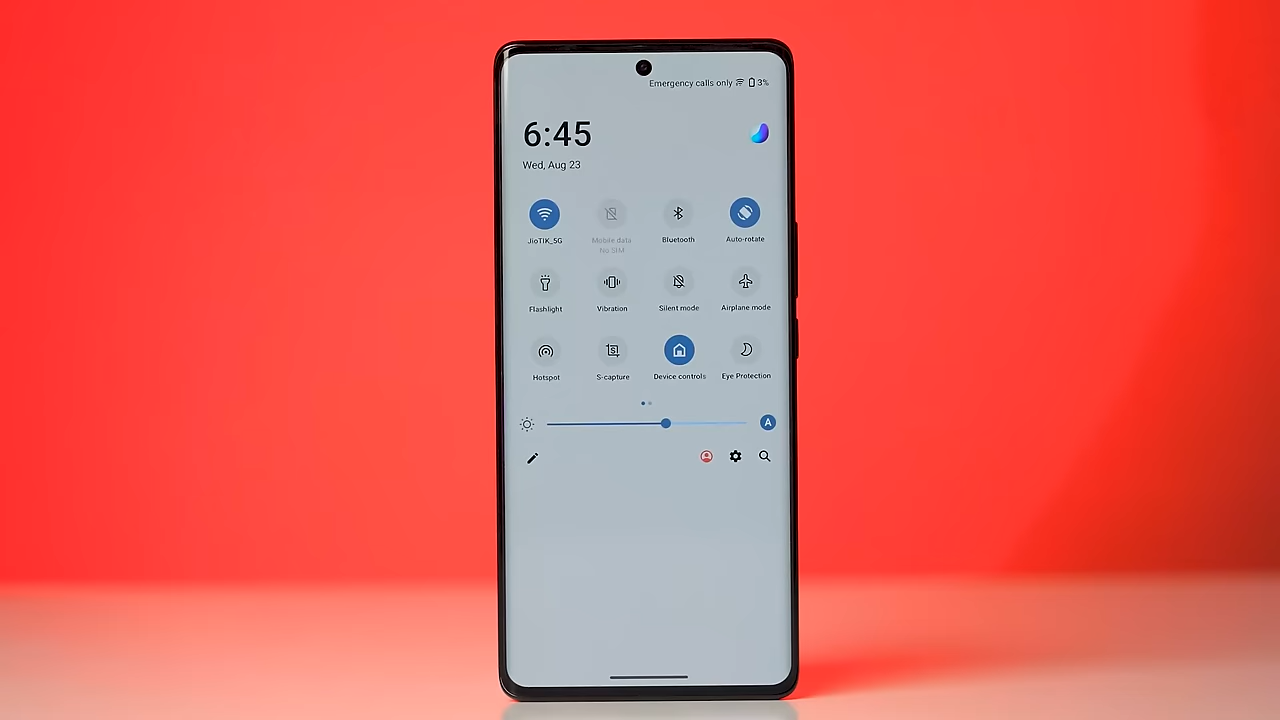 Emergency calls only 3%
6:45
Wed, Aug 23
JioTIK_5G Mobile data Bluetooth Auto-rotate
No SIM
Flashlight Vibration Silent mode Airplane mode
Hotspot S-capture Device controls Eye Protection
A